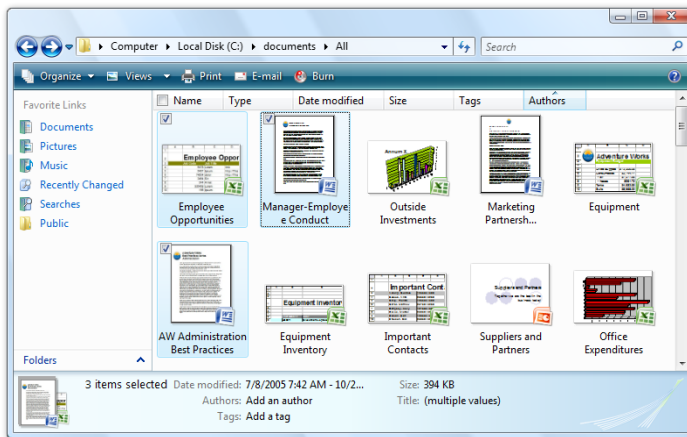 Computer Local Disk (C:) documents All Search
Organize Views Print E-mail Burn
Favorite Links
Documents
Pictures
Music
Recently Changed
Searches
Public
Folders
Name Type Date modified Size Tags Authors
Employee Oppor
Adventure Works
Employee
Opportunities
Manager-Employe
e Conduct
Outside
Investments
Marketing
Partnersh...
Equipment
Equipment Inventor
Important Cont
Suppliers and Partners
AW Administration
Best Practices
Equipment
Inventory
Important
Contacts
Suppliers and
Partners
Office
Expenditures
3 items selected Date modified: 7/8/2005 7:42 AM - 10/2... Size: 394 KB
Authors: Add an author Title: (multiple values)
Tags: Add a tag